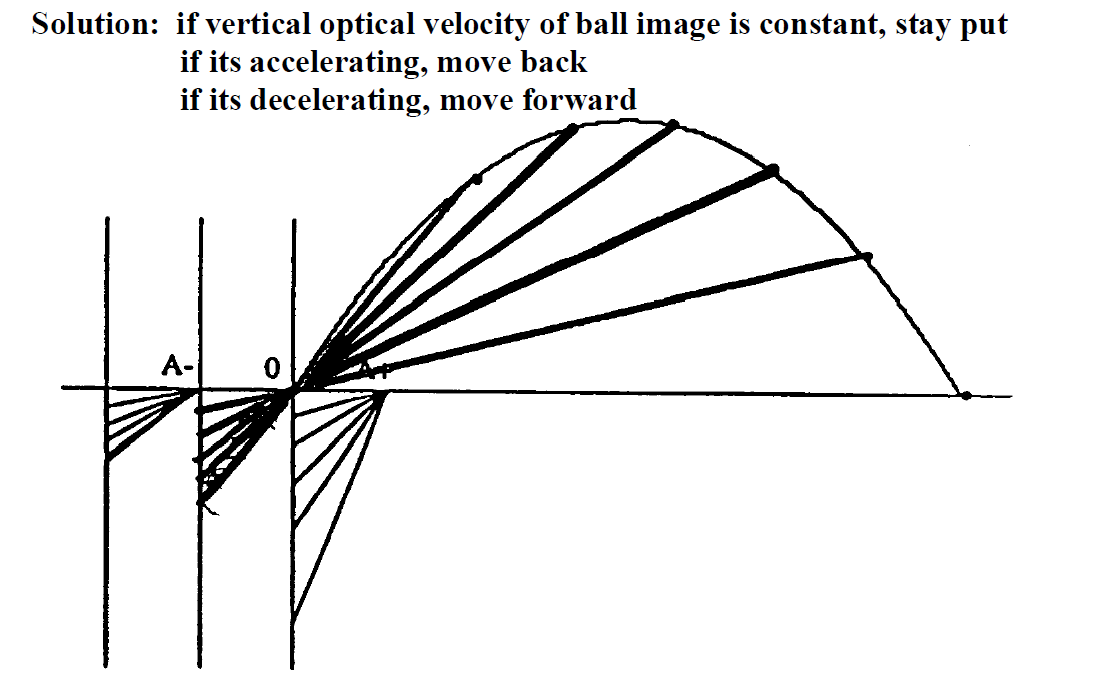 Solution: if vertical optical velocity of ball image is constant, stay put
if its accelerating, move back
if its decelerating, move forward
A- 0 A+